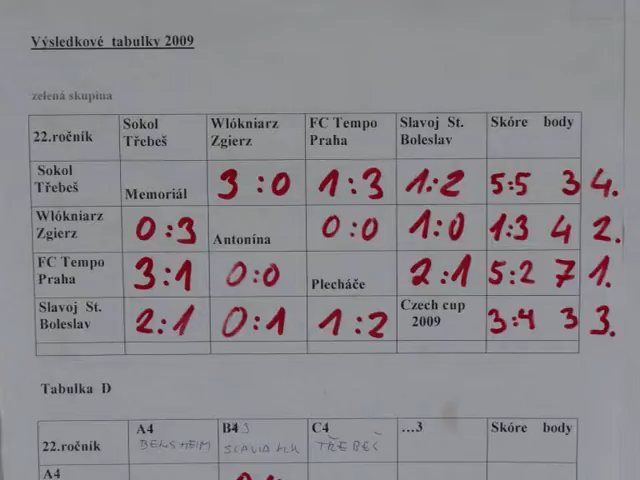 Výsledkové tabulky 2009
zelená skupina
22.ročník Sokol Třebeš Wlókniarz Zgierz FC Tempo Praha Slavoj St. Boleslav Skóre body
Sokol Třebeš Memoriál 3:0 1:3 1:2 5:5 3 4.
Wlókniarz Zgierz 0:3 Antonína 0:0 1:0 1:3 4 2.
FC Tempo Praha 3:1 0:0 Plecháče 2:1 5:2 7 1.
Slavoj St. Boleslav 2:1 0:1 1:2 Czech cup 2009 3:4 3 3.
Tabulka D
22.ročník A4 BENSHEIM B4 SLAVIA C4 TŘEBEŠ ...3 Skóre body
A4